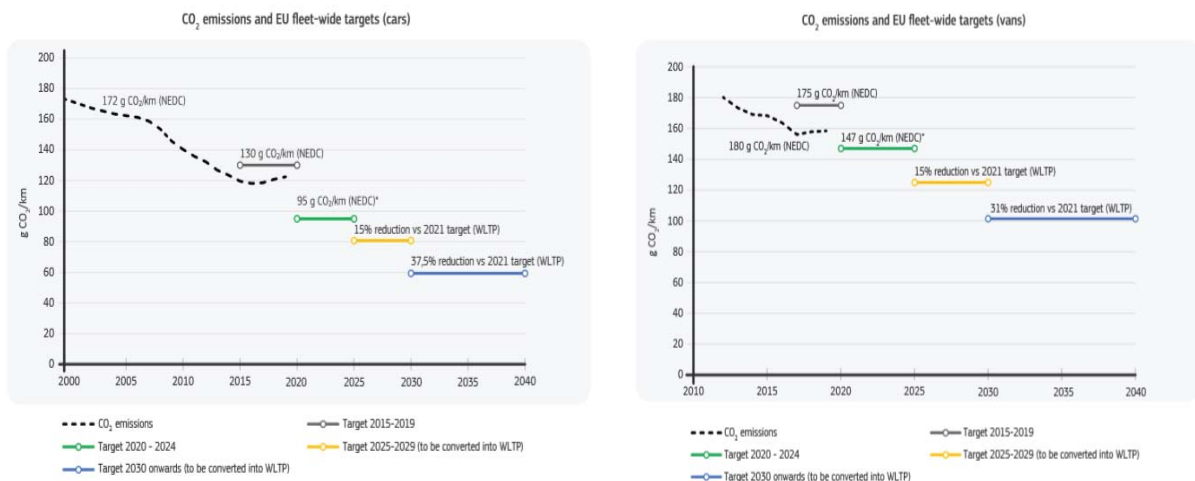 CO₂ emissions and EU fleet-wide targets (cars)
g CO₂/km
200
180
160
140
120
100
80
60
40
20
0
172 g CO₂/km (NEDC)
130 g CO₂/km (NEDC)
95 g CO₂/km (NEDC)*
15% reduction vs 2021 target (WLTP)
37,5% reduction vs 2021 target (WLTP)
2000 2005 2010 2015 2020 2025 2030 2035 2040
CO₂ emissions
Target 2015-2019
Target 2020 - 2024
Target 2025-2029 (to be converted into WLTP)
Target 2030 onwards (to be converted into WLTP)
CO₂ emissions and EU fleet-wide targets (vans)
g CO₂/km
200
180
160
140
120
100
80
60
40
20
0
175 g CO₂/km (NEDC)
180 g CO₂/km (NEDC)
147 g CO₂/km (NEDC)*
15% reduction vs 2021 target (WLTP)
31% reduction vs 2021 target (WLTP)
2010 2015 2020 2025 2030 2035 2040
CO₂ emissions
Target 2015-2019
Target 2020 - 2024
Target 2025-2029 (to be converted into WLTP)
Target 2030 onwards (to be converted into WLTP)